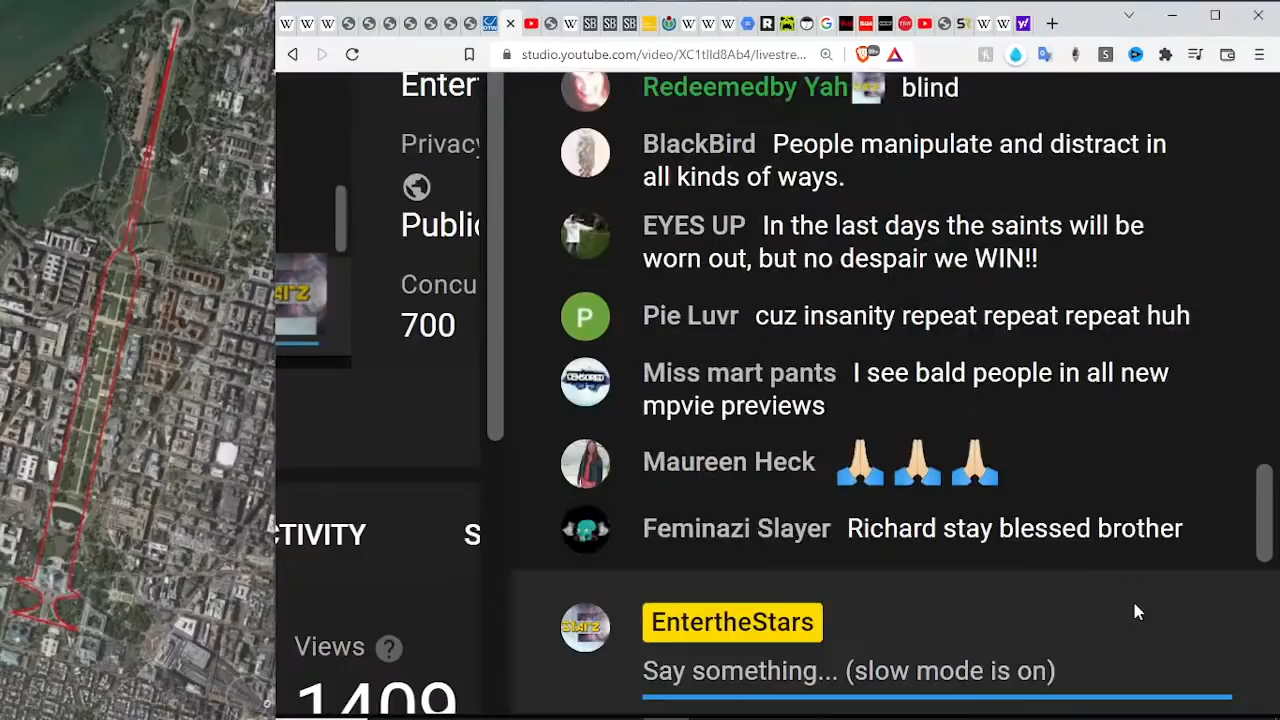 studio.youtube.com/video/XC1tlld8Ab4/livestre...
Enter
Privacy
Public
Concu
700
CTIVITY
S
Views
1409
Redeemedby Yah blind
BlackBird People manipulate and distract in
all kinds of ways.
EYES UP In the last days the saints will be
worn out, but no despair we WIN!!
Pie Luvr cuz insanity repeat repeat repeat huh
Miss mart pants I see bald people in all new
mpvie previews
Maureen Heck 🙏🏼 🙏🏼 🙏🏼
Feminazi Slayer Richard stay blessed brother
EntertheStars
Say something... (slow mode is on)